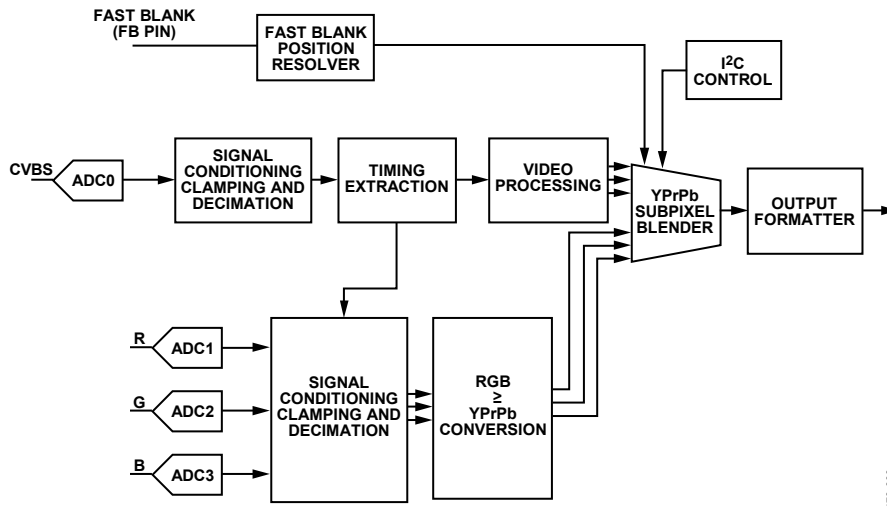 FAST BLANK
(FB PIN)
FAST BLANK
POSITION
RESOLVER
I2C
CONTROL
CVBS
ADC0
SIGNAL
CONDITIONING
CLAMPING AND
DECIMATION
TIMING
EXTRACTION
VIDEO
PROCESSING
YPrPb
SUBPIXEL
BLENDER
OUTPUT
FORMATTER
R
ADC1
G
ADC2
B
ADC3
SIGNAL
CONDITIONING
CLAMPING AND
DECIMATION
RGB
≥
YPrPb
CONVERSION